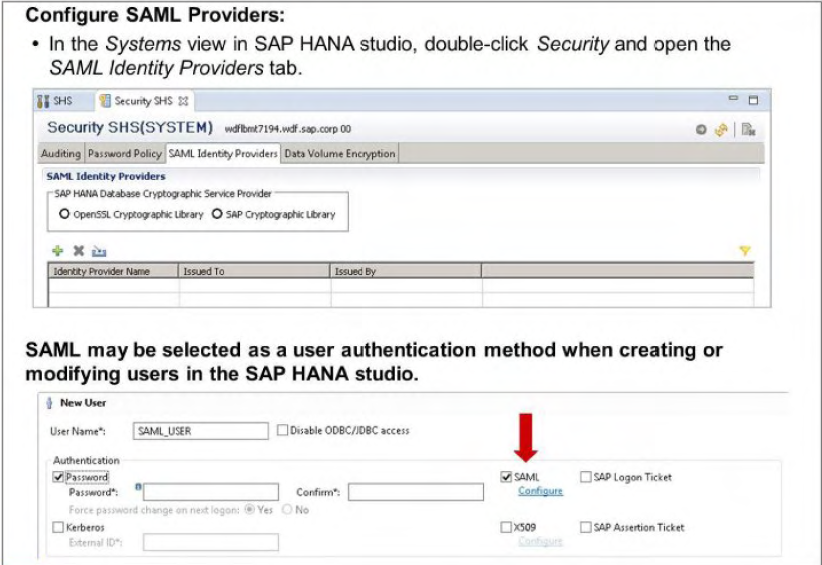 Configure SAML Providers:
• In the Systems view in SAP HANA studio, double-click Security and open the
SAML Identity Providers tab.
SHS Security SHS
Security SHS(SYSTEM) wdflbmt7194.wdf.sap.corp 00
Auditing Password Policy SAML Identity Providers Data Volume Encryption
SAML Identity Providers
SAP HANA Database Cryptographic Service Provider
OpenSSL Cryptographic Library SAP Cryptographic Library
Identity Provider Name Issued To Issued By
SAML may be selected as a user authentication method when creating or
modifying users in the SAP HANA studio.
New User
User Name*: SAML_USER Disable ODBC/JDBC access
Authentication
Password SAML SAP Logon Ticket
Password*: Confirm*: Configure
Force password change on next logon: Yes No
Kerberos X509 SAP Assertion Ticket
External ID*: Configure